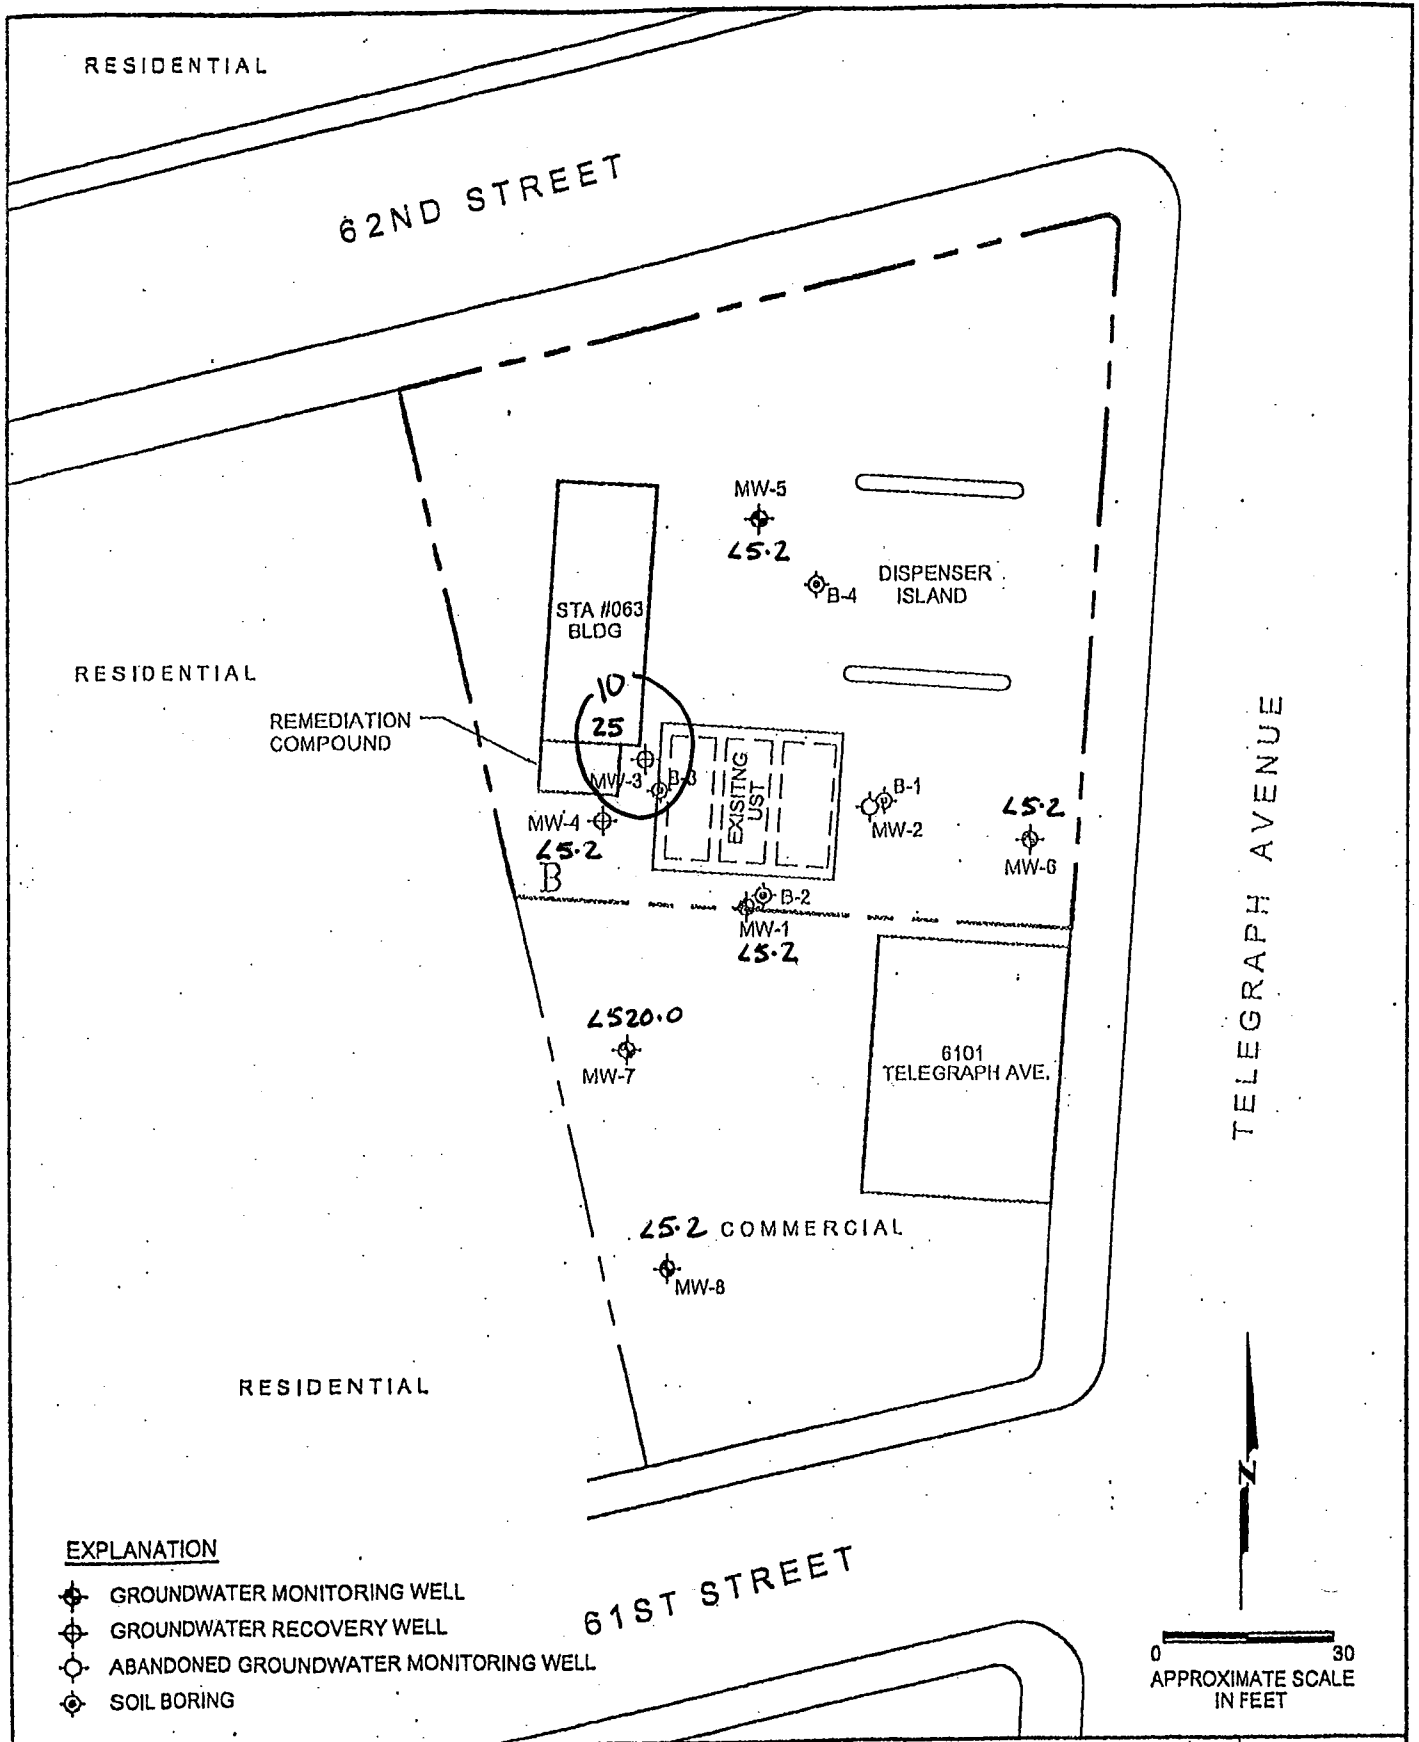 RESIDENTIAL
62ND STREET
MW-5
<5.2
B-4
DISPENSER
ISLAND
STA #063
BLDG
RESIDENTIAL
10
25
REMEDIATION
COMPOUND
MW-3
B-3
EXISITNG
UST
B-1
MW-2
<5.2
MW-6
MW-4
<5.2
B
B-2
MW-1
<5.2
<520.0
MW-7
6101
TELEGRAPH AVE.
TELEGRAPH AVENUE
<5.2
COMMERCIAL
MW-8
RESIDENTIAL
N
EXPLANATION
GROUNDWATER MONITORING WELL
GROUNDWATER RECOVERY WELL
ABANDONED GROUNDWATER MONITORING WELL
SOIL BORING
61ST STREET
0 30
APPROXIMATE SCALE
IN FEET